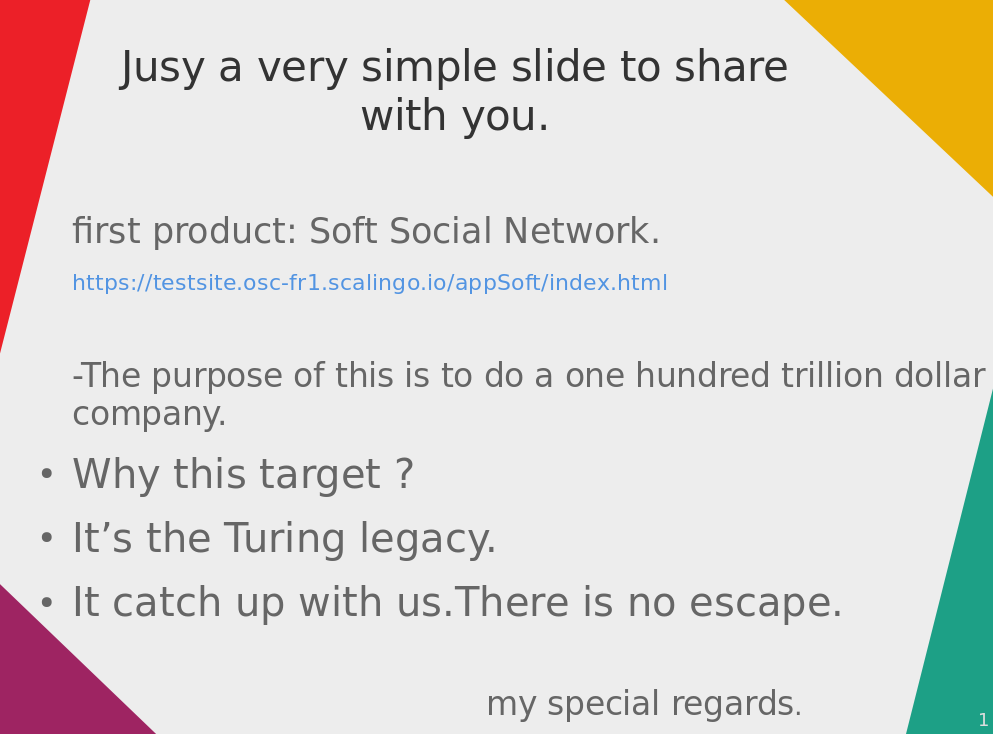 Jusy a very simple slide to share
with you.
first product: Soft Social Network.
https://testsite.osc-fr1.scalingo.io/appSoft/index.html
-The purpose of this is to do a one hundred trillion dollar
company.
• Why this target ?
• It’s the Turing legacy.
• It catch up with us.There is no escape.
my special regards.
1